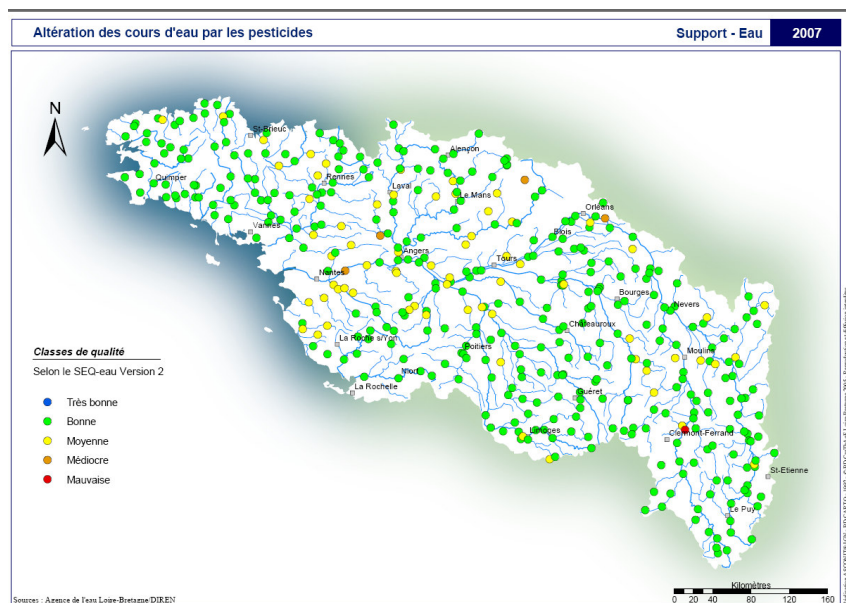 Altération des cours d'eau par les pesticides
Support - Eau
2007
N
St-Brieuc
Alençon
Quimper
Rennes
Laval
Le Mans
Orléans
Vannes
Blois
Angers
Tours
Nantes
Bourges
Nevers
Châteauroux
La Roche s/Yon
Poitiers
Moulins
Niort
La Rochelle
Guéret
Limoges
Clermont-Ferrand
St-Etienne
Le Puy
Classes de qualité
Selon le SEQ-eau Version 2
Très bonne
Bonne
Moyenne
Médiocre
Mauvaise
Kilomètres
0 20 40 80 120 160
Sources : Agence de l'eau Loire-Bretagne/DIREN